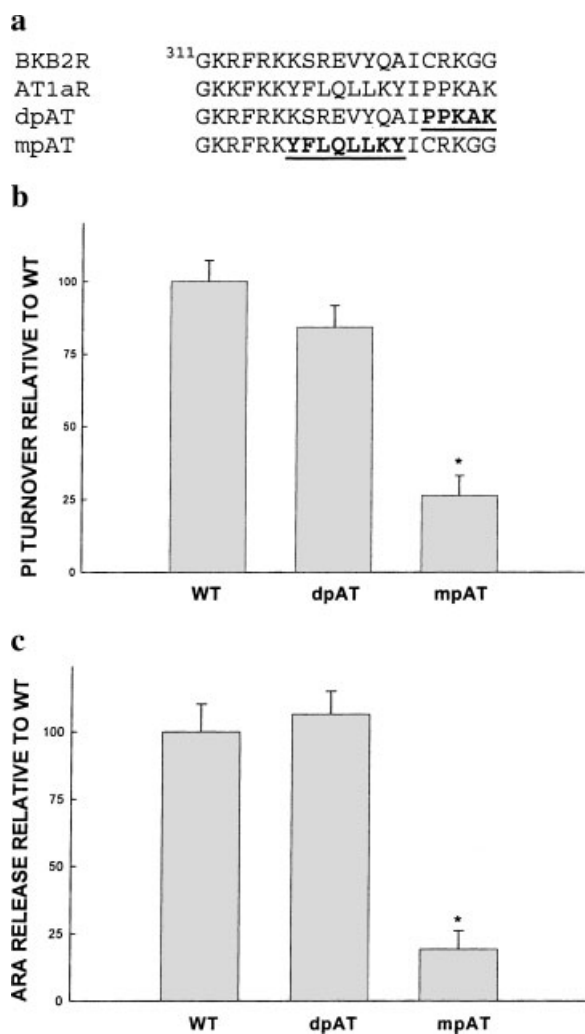 a
BKB2R 311GKRFRKKSREVYQAICRKGG
AT1aR GKKFKKYFLQLLKYIPPKAK
dpAT GKRFRKKSREVYQAIPPKAK
mpAT GKRFRKYFLQLLKYICRKGG
b
PI TURNOVER RELATIVE TO WT
100
75
50
25
0
*
WT dpAT mpAT
c
ARA RELEASE RELATIVE TO WT
100
75
50
25
0
*
WT dpAT mpAT